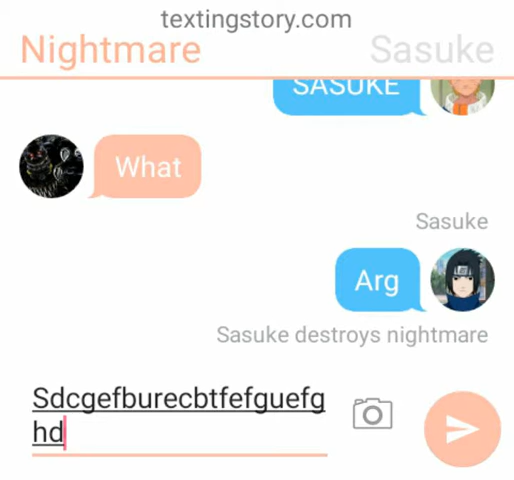 textingstory.com
Nightmare Sasuke
SASUKE
What
Sasuke
Arg
Sasuke destroys nightmare
Sdcgefburecbtfefguefg
hd